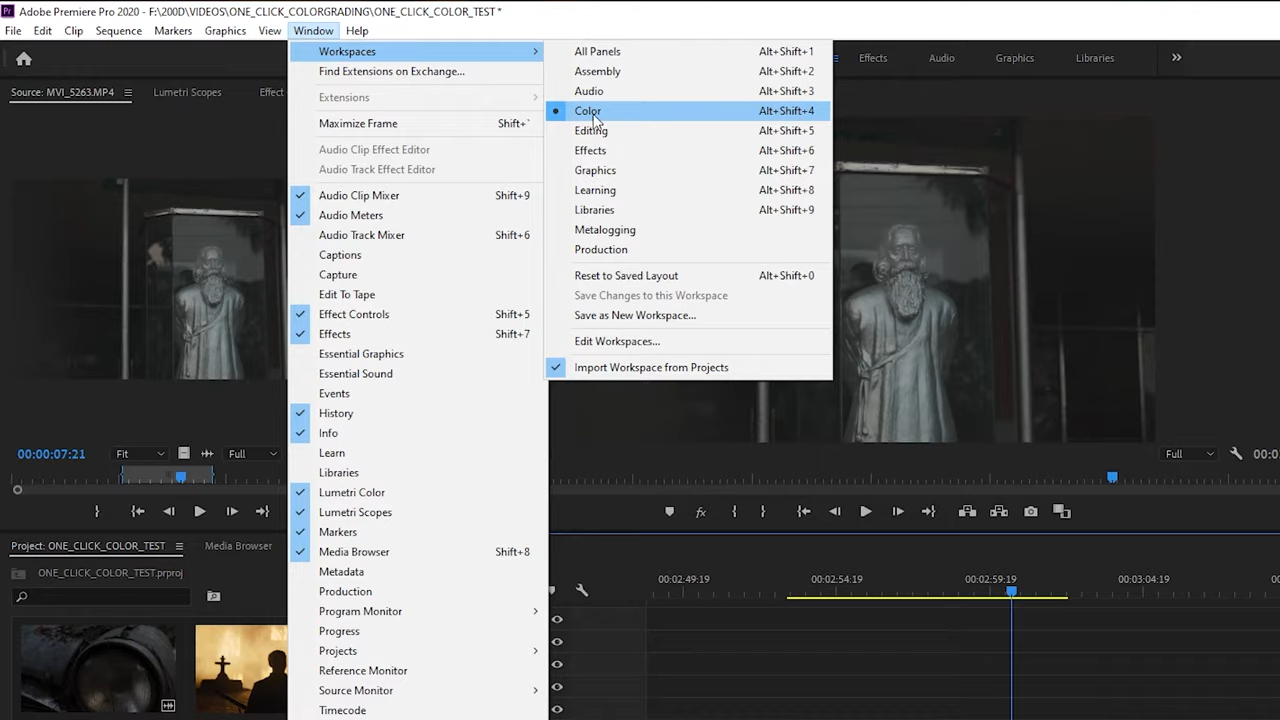 Adobe Premiere Pro 2020 - F:\200D\VIDEOS\ONE_CLICK_COLORGRADING\ONE_CLICK_COLOR_TEST *
File Edit Clip Sequence Markers Graphics View Window Help
Effects Audio Graphics Libraries
Source: MVI_5263.MP4 Lumetri Scopes Effect
Workspaces
Find Extensions on Exchange...
Extensions
Maximize Frame Shift+`
Audio Clip Effect Editor
Audio Track Effect Editor
Audio Clip Mixer Shift+9
Audio Meters
Audio Track Mixer Shift+6
Captions
Capture
Edit To Tape
Effect Controls Shift+5
Effects Shift+7
Essential Graphics
Essential Sound
Events
History
Info
Learn
Libraries
Lumetri Color
Lumetri Scopes
Markers
Media Browser Shift+8
Metadata
Production
Program Monitor
Progress
Projects
Reference Monitor
Source Monitor
Timecode
All Panels Alt+Shift+1
Assembly Alt+Shift+2
Audio Alt+Shift+3
Color Alt+Shift+4
Editing Alt+Shift+5
Effects Alt+Shift+6
Graphics Alt+Shift+7
Learning Alt+Shift+8
Libraries Alt+Shift+9
Metalogging
Production
Reset to Saved Layout Alt+Shift+0
Save Changes to this Workspace
Save as New Workspace...
Edit Workspaces...
Import Workspace from Projects
00:00:07:21 Fit Full
Full
Project: ONE_CLICK_COLOR_TEST Media Browser
ONE_CLICK_COLOR_TEST.prproj
00:02:49:19 00:02:54:19 00:02:59:19 00:03:04:19